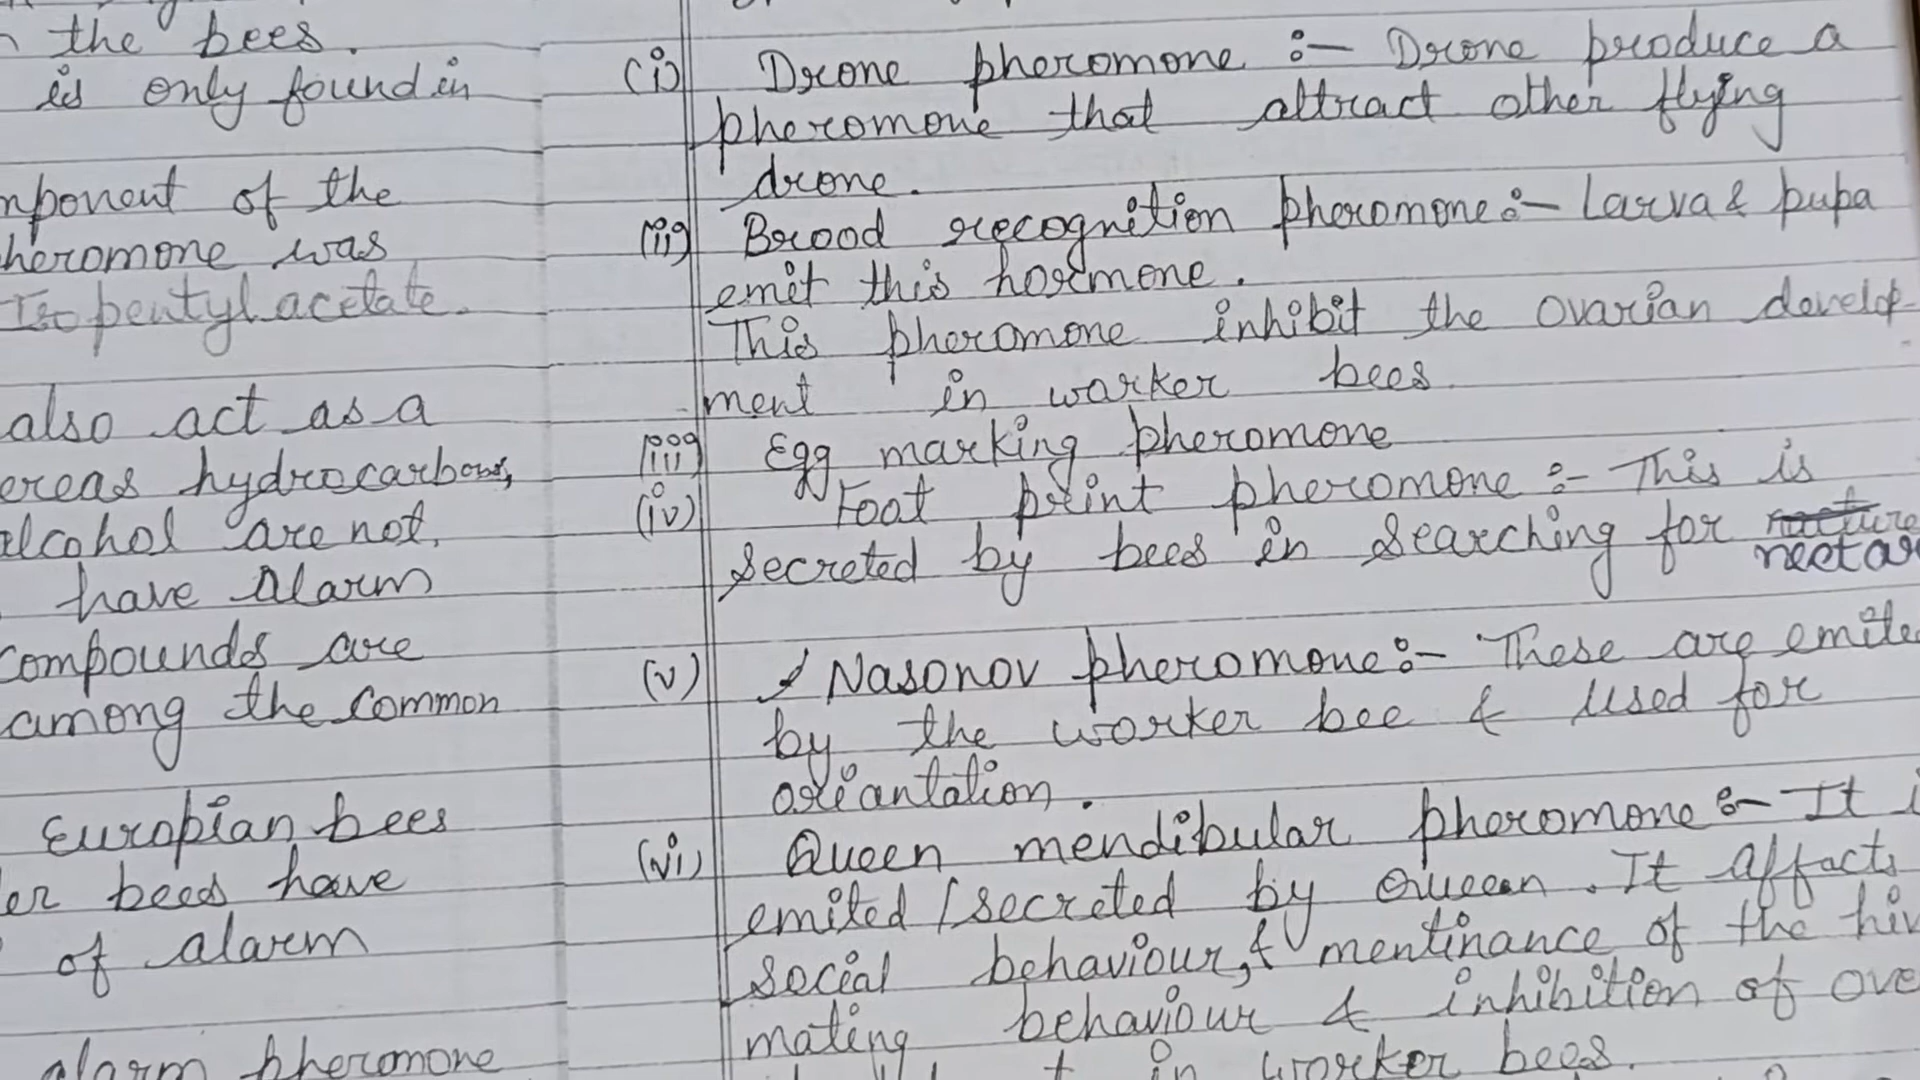 the bees.
is only found in
mponent of the
heromone was
Isopentyl acetate.
also act as a
ereas hydrocarbons,
alcohol are not,
have alarm
compounds are
among the common
Europian bees
er bees have
of alarm
alarm pheromone
(i) Drone pheromone :- Drone produce a
pheromone that attract other flying
drone.
(ii) Brood recognition pheromone :- Larva & pupa
emit this hormone.
This pheromone inhibit the ovarian develop-
ment in worker bees
(iii) Egg marking pheromone
(iv) Foot print pheromone :- This is
secreted by bees in searching for
nectar
(v) Nasonov pheromone :- These are emite
by the worker bee & used for
oriantation.
(vi) Queen mendibular pheromone :- It i
emited / secreted by Queen. It affacts
social behaviour, & mentinance of the hiv
mating behaviour & inhibition of ove
in worker bees.